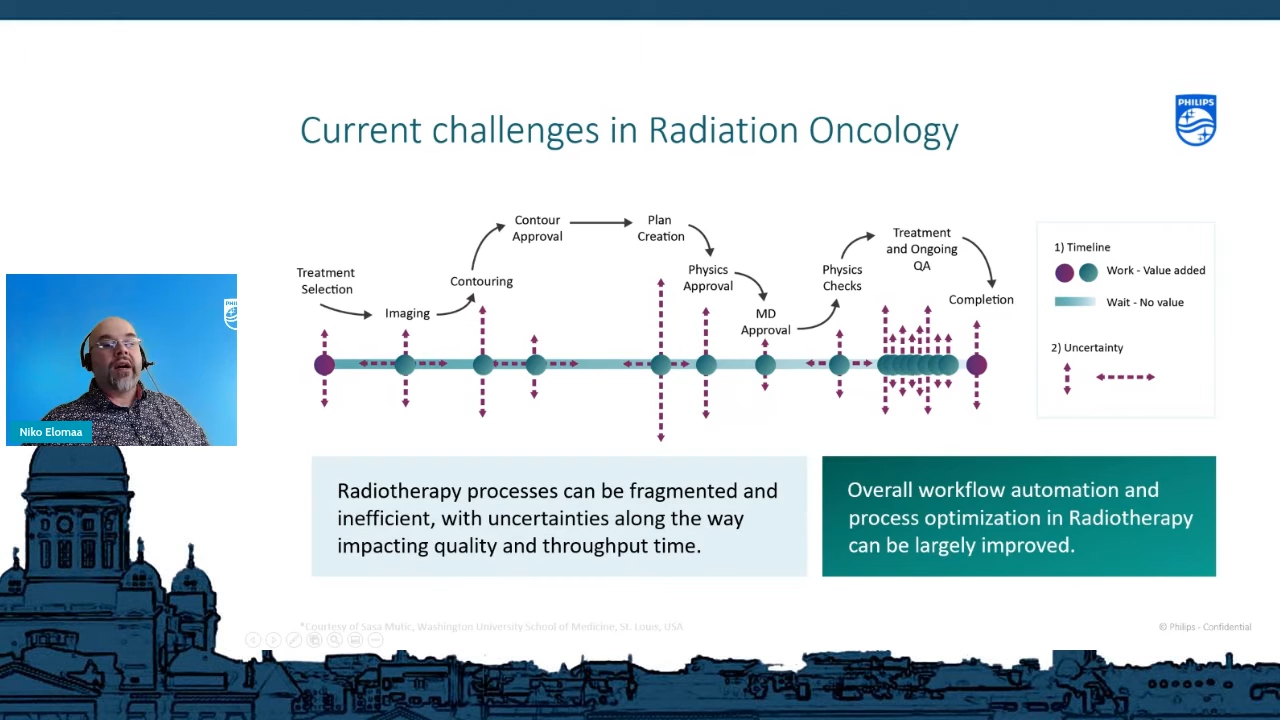 Current challenges in Radiation Oncology
PHILIPS
Treatment
Selection
Imaging
Contouring
Contour
Approval
Plan
Creation
Physics
Approval
MD
Approval
Physics
Checks
Treatment
and Ongoing
QA
Completion
1) Timeline
Work - Value added
Wait - No value
2) Uncertainty
Niko Elomaa
Radiotherapy processes can be fragmented and
inefficient, with uncertainties along the way
impacting quality and throughput time.
Overall workflow automation and
process optimization in Radiotherapy
can be largely improved.
*Courtesy of Sasa Mutic, Washington University School of Medicine, St. Louis, USA
© Philips - Confidential